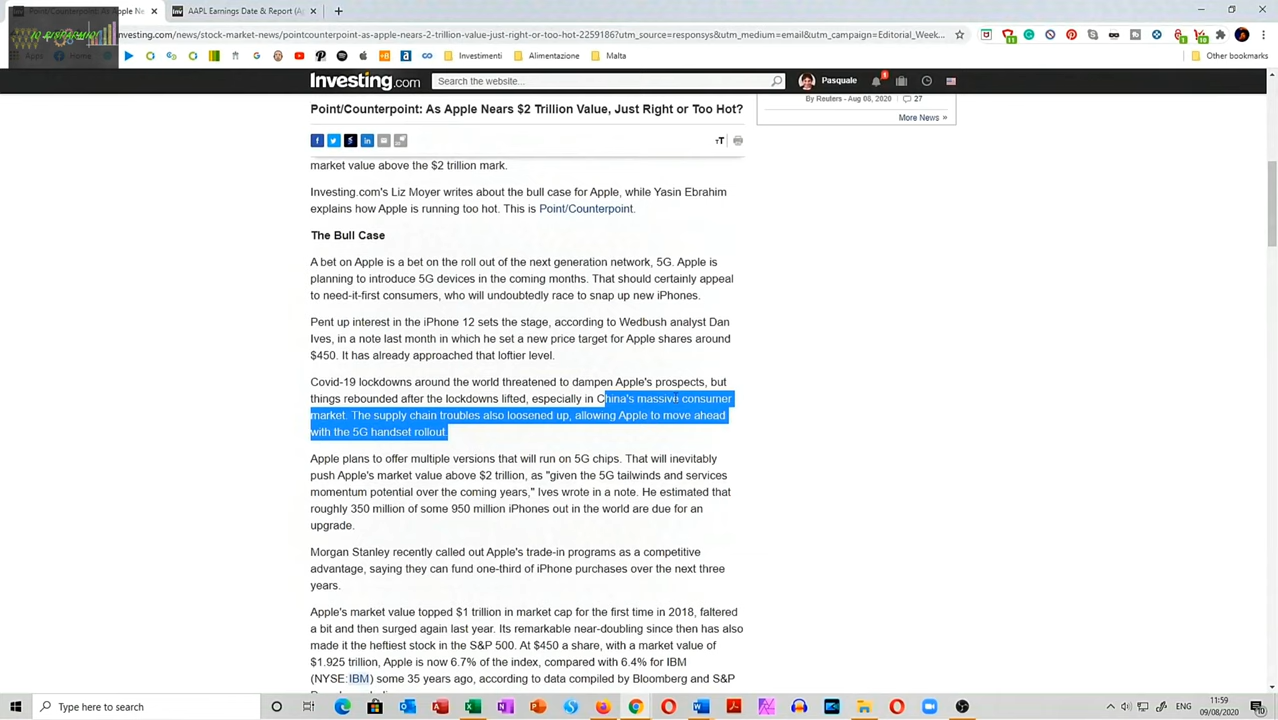 Point/Counterpoint: As Apple Ne
AAPL Earnings Date & Report (A
investing.com/news/stock-market-news/pointcounterpoint-as-apple-nears-2-trillion-value-just-right-or-too-hot-2259186?utm_source=responsys&utm_medium=email&utm_campaign=Editorial_Week...
Apps
Home
Investimenti
Alimentazione
Malta
Other bookmarks
Investing.com
Search the website...
Pasquale
By Reuters - Aug 08, 2020
27
More News »
Point/Counterpoint: As Apple Nears $2 Trillion Value, Just Right or Too Hot?
market value above the $2 trillion mark.
Investing.com's Liz Moyer writes about the bull case for Apple, while Yasin Ebrahim
explains how Apple is running too hot. This is Point/Counterpoint.
The Bull Case
A bet on Apple is a bet on the roll out of the next generation network, 5G. Apple is
planning to introduce 5G devices in the coming months. That should certainly appeal
to need-it-first consumers, who will undoubtedly race to snap up new iPhones.
Pent up interest in the iPhone 12 sets the stage, according to Wedbush analyst Dan
Ives, in a note last month in which he set a new price target for Apple shares around
$450. It has already approached that loftier level.
Covid-19 lockdowns around the world threatened to dampen Apple's prospects, but
things rebounded after the lockdowns lifted, especially in China's massive consumer
market. The supply chain troubles also loosened up, allowing Apple to move ahead
with the 5G handset rollout.
Apple plans to offer multiple versions that will run on 5G chips. That will inevitably
push Apple's market value above $2 trillion, as "given the 5G tailwinds and services
momentum potential over the coming years," Ives wrote in a note. He estimated that
roughly 350 million of some 950 million iPhones out in the world are due for an
upgrade.
Morgan Stanley recently called out Apple's trade-in programs as a competitive
advantage, saying they can fund one-third of iPhone purchases over the next three
years.
Apple's market value topped $1 trillion in market cap for the first time in 2018, faltered
a bit and then surged again last year. Its remarkable near-doubling since then has also
made it the heftiest stock in the S&P 500. At $450 a share, with a market value of
$1.925 trillion, Apple is now 6.7% of the index, compared with 6.4% for IBM
(NYSE:IBM) some 35 years ago, according to data compiled by Bloomberg and S&P
Type here to search
11:59
09/08/2020